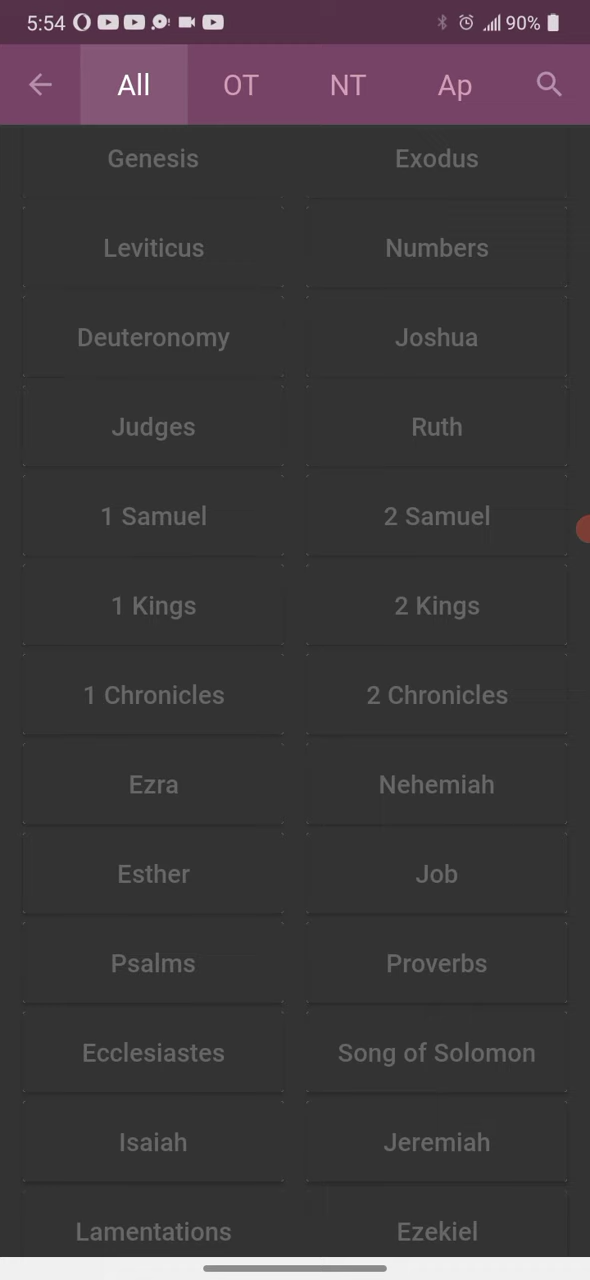 5:54 90%
All OT NT Ap
Genesis Exodus
Leviticus Numbers
Deuteronomy Joshua
Judges Ruth
1 Samuel 2 Samuel
1 Kings 2 Kings
1 Chronicles 2 Chronicles
Ezra Nehemiah
Esther Job
Psalms Proverbs
Ecclesiastes Song of Solomon
Isaiah Jeremiah
Lamentations Ezekiel